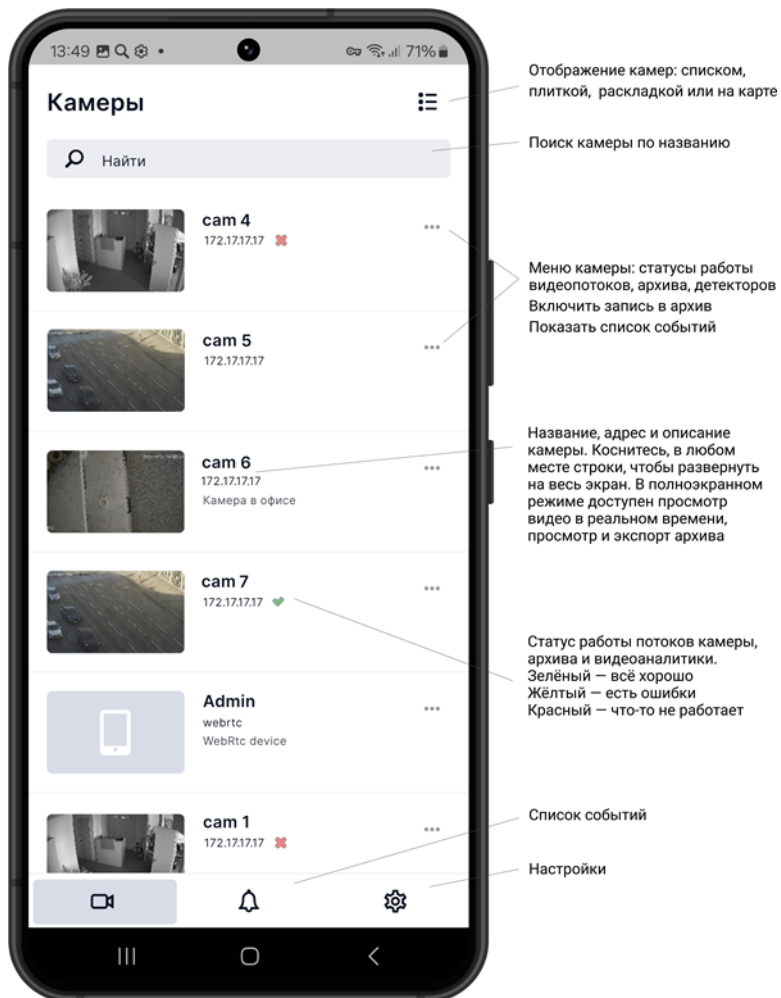 13:49
71%
Камеры
Найти
cam 4
172.17.17.17
cam 5
172.17.17.17
cam 6
172.17.17.17
Камера в офисе
cam 7
172.17.17.17
Admin
webrtc
WebRtc device
cam 1
172.17.17.17
Отображение камер: списком,
плиткой, раскладкой или на карте
Поиск камеры по названию
Меню камеры: статусы работы
видеопотоков, архива, детекторов
Включить запись в архив
Показать список событий
Название, адрес и описание
камеры. Коснитесь, в любом
месте строки, чтобы развернуть
на весь экран. В полноэкранном
режиме доступен просмотр
видео в реальном времени,
просмотр и экспорт архива
Статус работы потоков камеры,
архива и видеоаналитики.
Зелёный — всё хорошо
Жёлтый — есть ошибки
Красный — что-то не работает
Список событий
Настройки